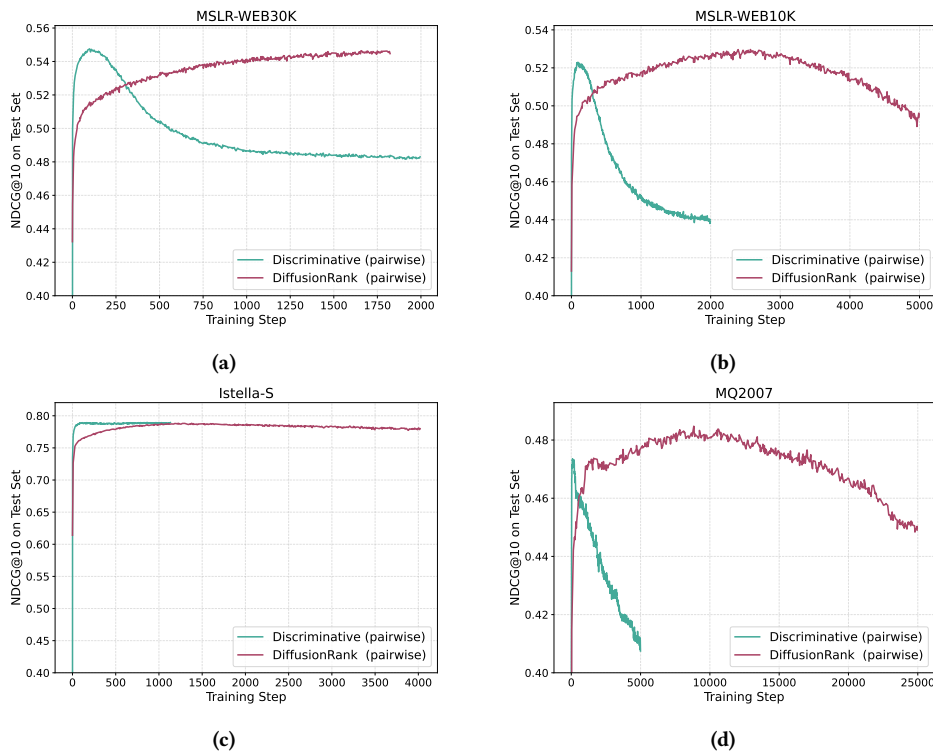 MSLR-WEB30K
0.56
0.54
0.52
0.50
0.48
0.46
0.44
0.42
0.40
NDCG@10 on Test Set
Discriminative (pairwise)
DiffusionRank (pairwise)
0 250 500 750 1000 1250 1500 1750 2000
Training Step
(a)
MSLR-WEB10K
0.54
0.52
0.50
0.48
0.46
0.44
0.42
0.40
NDCG@10 on Test Set
Discriminative (pairwise)
DiffusionRank (pairwise)
0 1000 2000 3000 4000 5000
Training Step
(b)
Istella-S
0.80
0.75
0.70
0.65
0.60
0.55
0.50
0.45
0.40
NDCG@10 on Test Set
Discriminative (pairwise)
DiffusionRank (pairwise)
0 500 1000 1500 2000 2500 3000 3500 4000
Training Step
(c)
MQ2007
0.48
0.46
0.44
0.42
0.40
NDCG@10 on Test Set
Discriminative (pairwise)
DiffusionRank (pairwise)
0 5000 10000 15000 20000 25000
Training Step
(d)